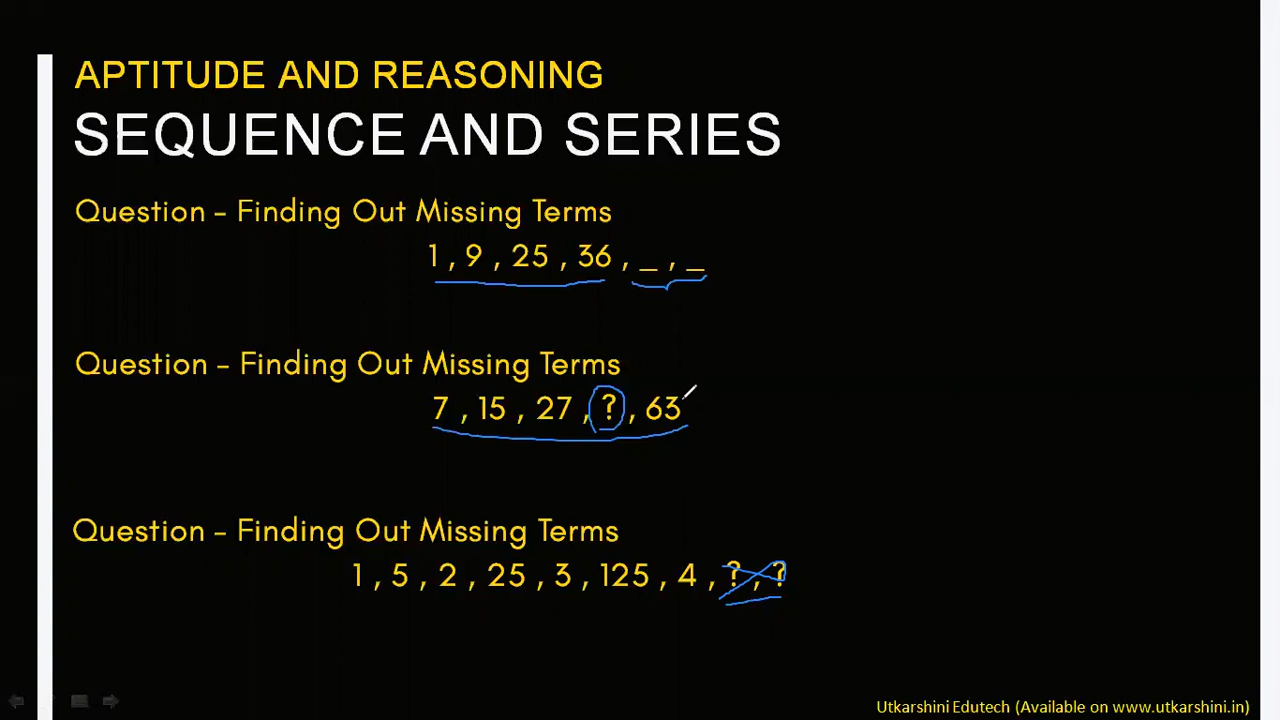 APTITUDE AND REASONING
SEQUENCE AND SERIES
Question - Finding Out Missing Terms
1 , 9 , 25 , 36 , _ , _
Question - Finding Out Missing Terms
7 , 15 , 27 , ? , 63
Question - Finding Out Missing Terms
1 , 5 , 2 , 25 , 3 , 125 , 4 , ? , ?
Utkarshini Edutech (Available on www.utkarshini.in)